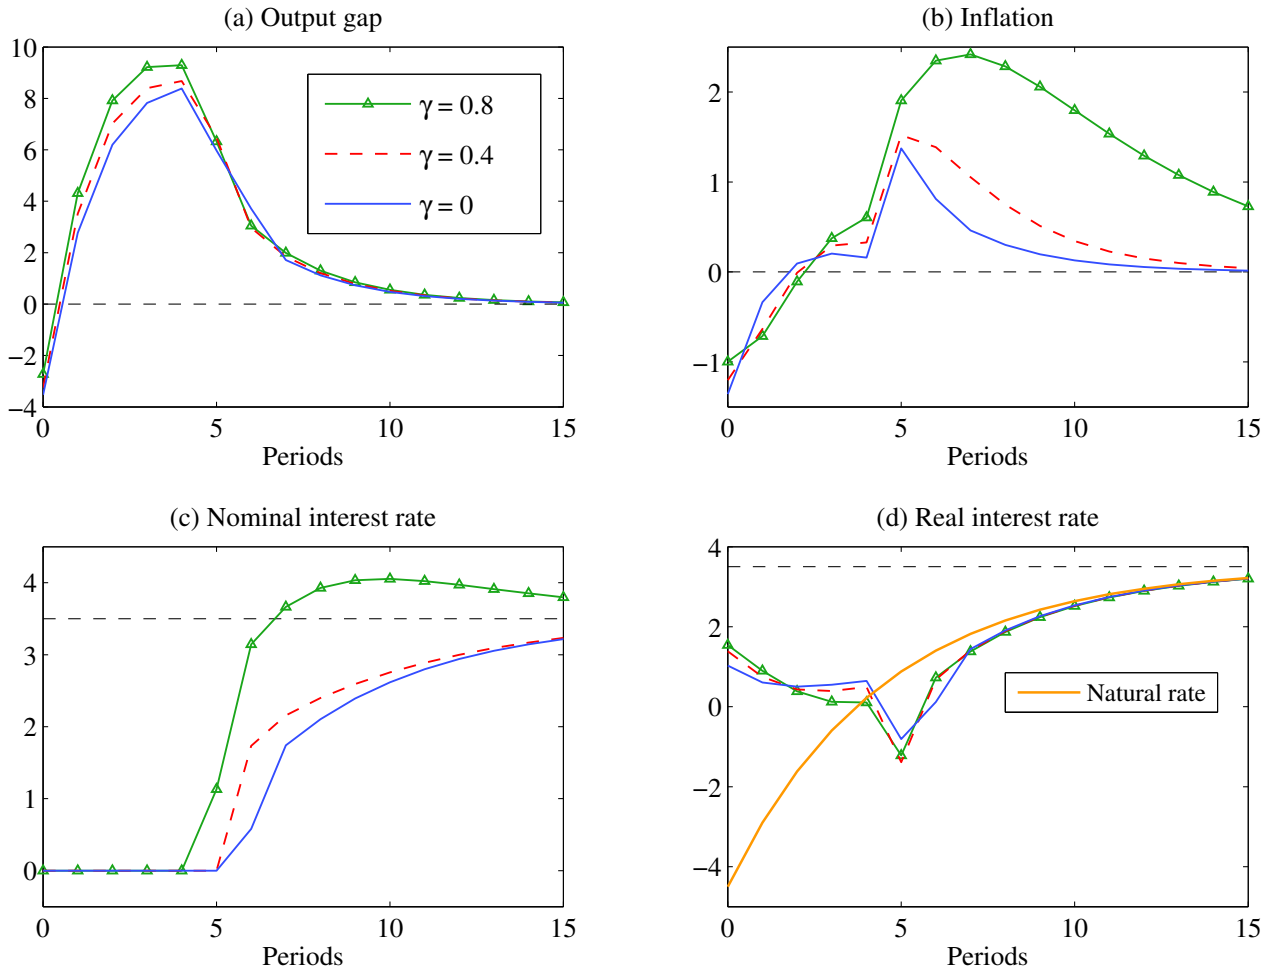 (a) Output gap
10
8
6
4
2
0
−2
−4
0 5 10 15
Periods
γ = 0.8
γ = 0.4
γ = 0
(b) Inflation
2
1
0
−1
0 5 10 15
Periods
(c) Nominal interest rate
4
3
2
1
0
0 5 10 15
Periods
(d) Real interest rate
4
2
0
−2
−4
0 5 10 15
Periods
Natural rate